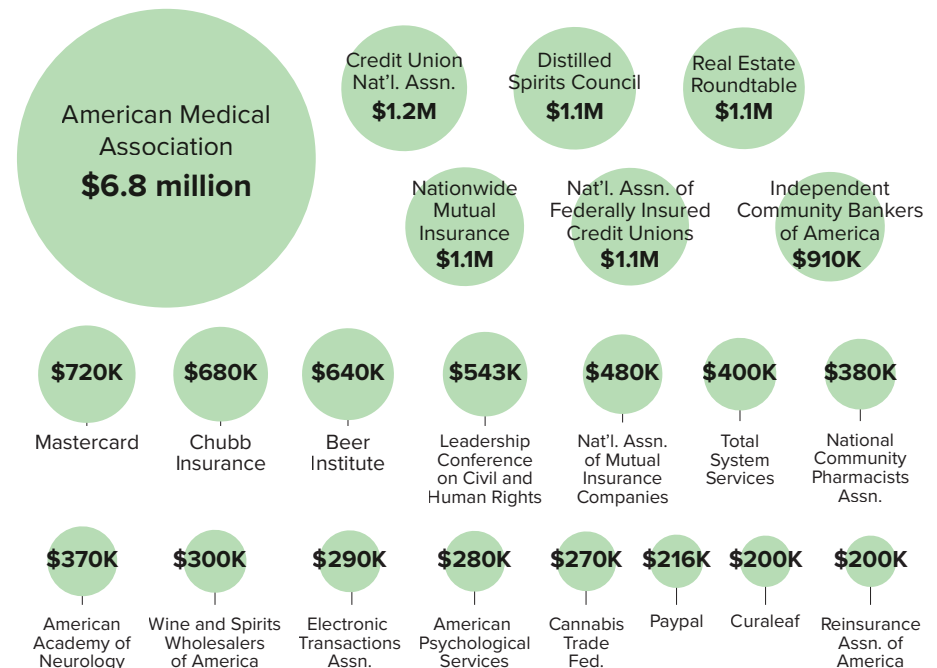 American Medical
Association
$6.8 million
Credit Union
Nat'l. Assn.
$1.2M
Distilled
Spirits Council
$1.1M
Real Estate
Roundtable
$1.1M
Nationwide
Mutual
Insurance
$1.1M
Nat'l. Assn. of
Federally Insured
Credit Unions
$1.1M
Independent
Community Bankers
of America
$910K
$720K
Mastercard
$680K
Chubb
Insurance
$640K
Beer
Institute
$543K
Leadership
Conference
on Civil and
Human Rights
$480K
Nat'l. Assn.
of Mutual
Insurance
Companies
$400K
Total
System
Services
$380K
National
Community
Pharmacists
Assn.
$370K
American
Academy of
Neurology
$300K
Wine and Spirits
Wholesalers
of America
$290K
Electronic
Transactions
Assn.
$280K
American
Psychological
Services
$270K
Cannabis
Trade
Fed.
$216K
Paypal
$200K
Curaleaf
$200K
Reinsurance
Assn. of
America